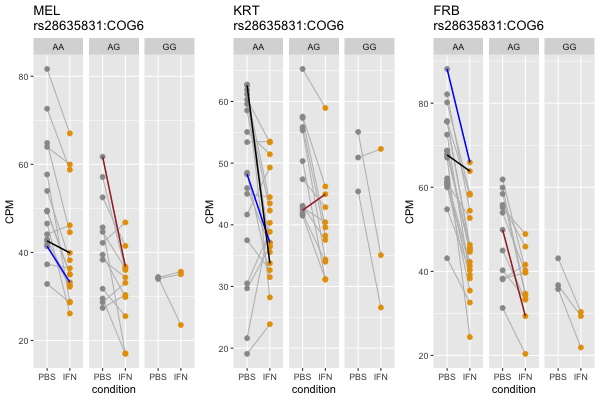 MEL
rs28635831:COG6
AA AG GG
CPM
80
60
40
20
PBS IFN PBS IFN PBS IFN
condition
KRT
rs28635831:COG6
AA AG GG
CPM
60
50
40
30
20
PBS IFN PBS IFN PBS IFN
condition
FRB
rs28635831:COG6
AA AG GG
CPM
80
60
40
20
PBS IFN PBS IFN PBS IFN
condition